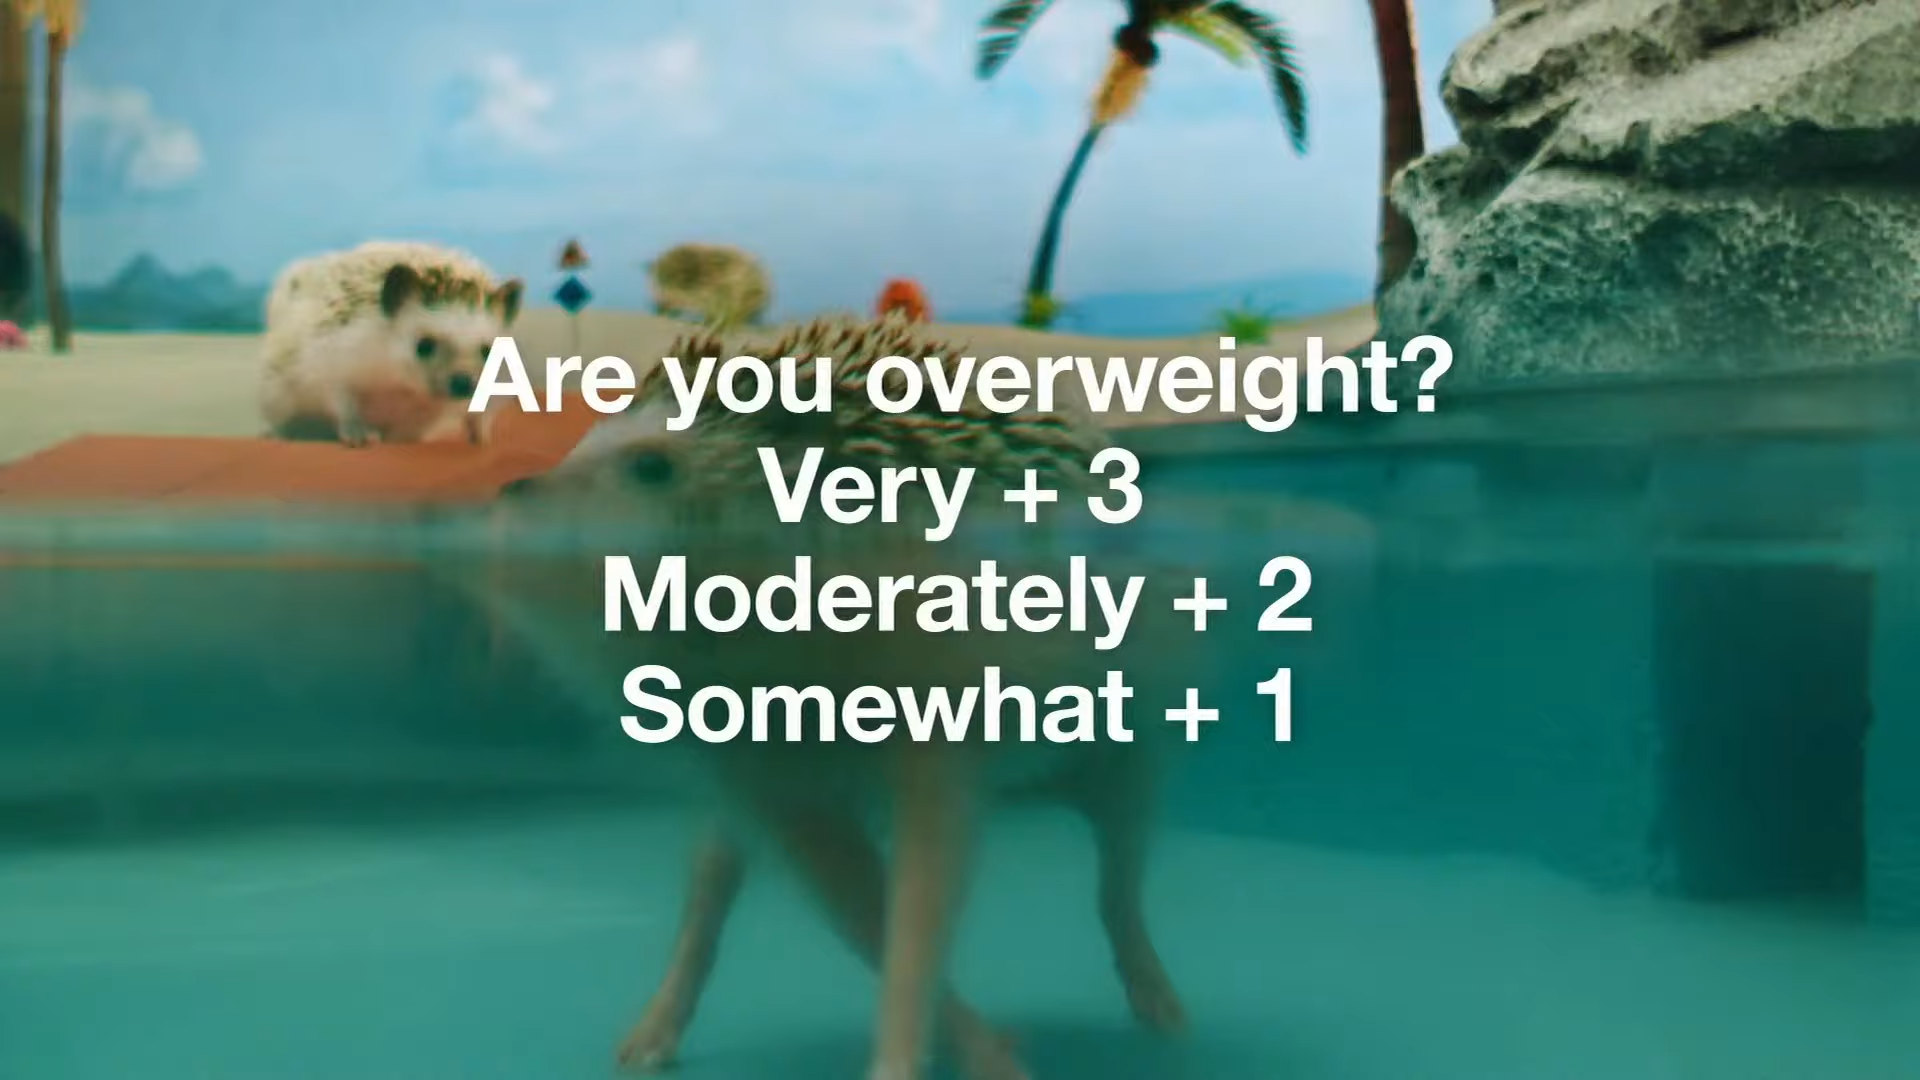 Are you overweight?
Very + 3
Moderately + 2
Somewhat + 1